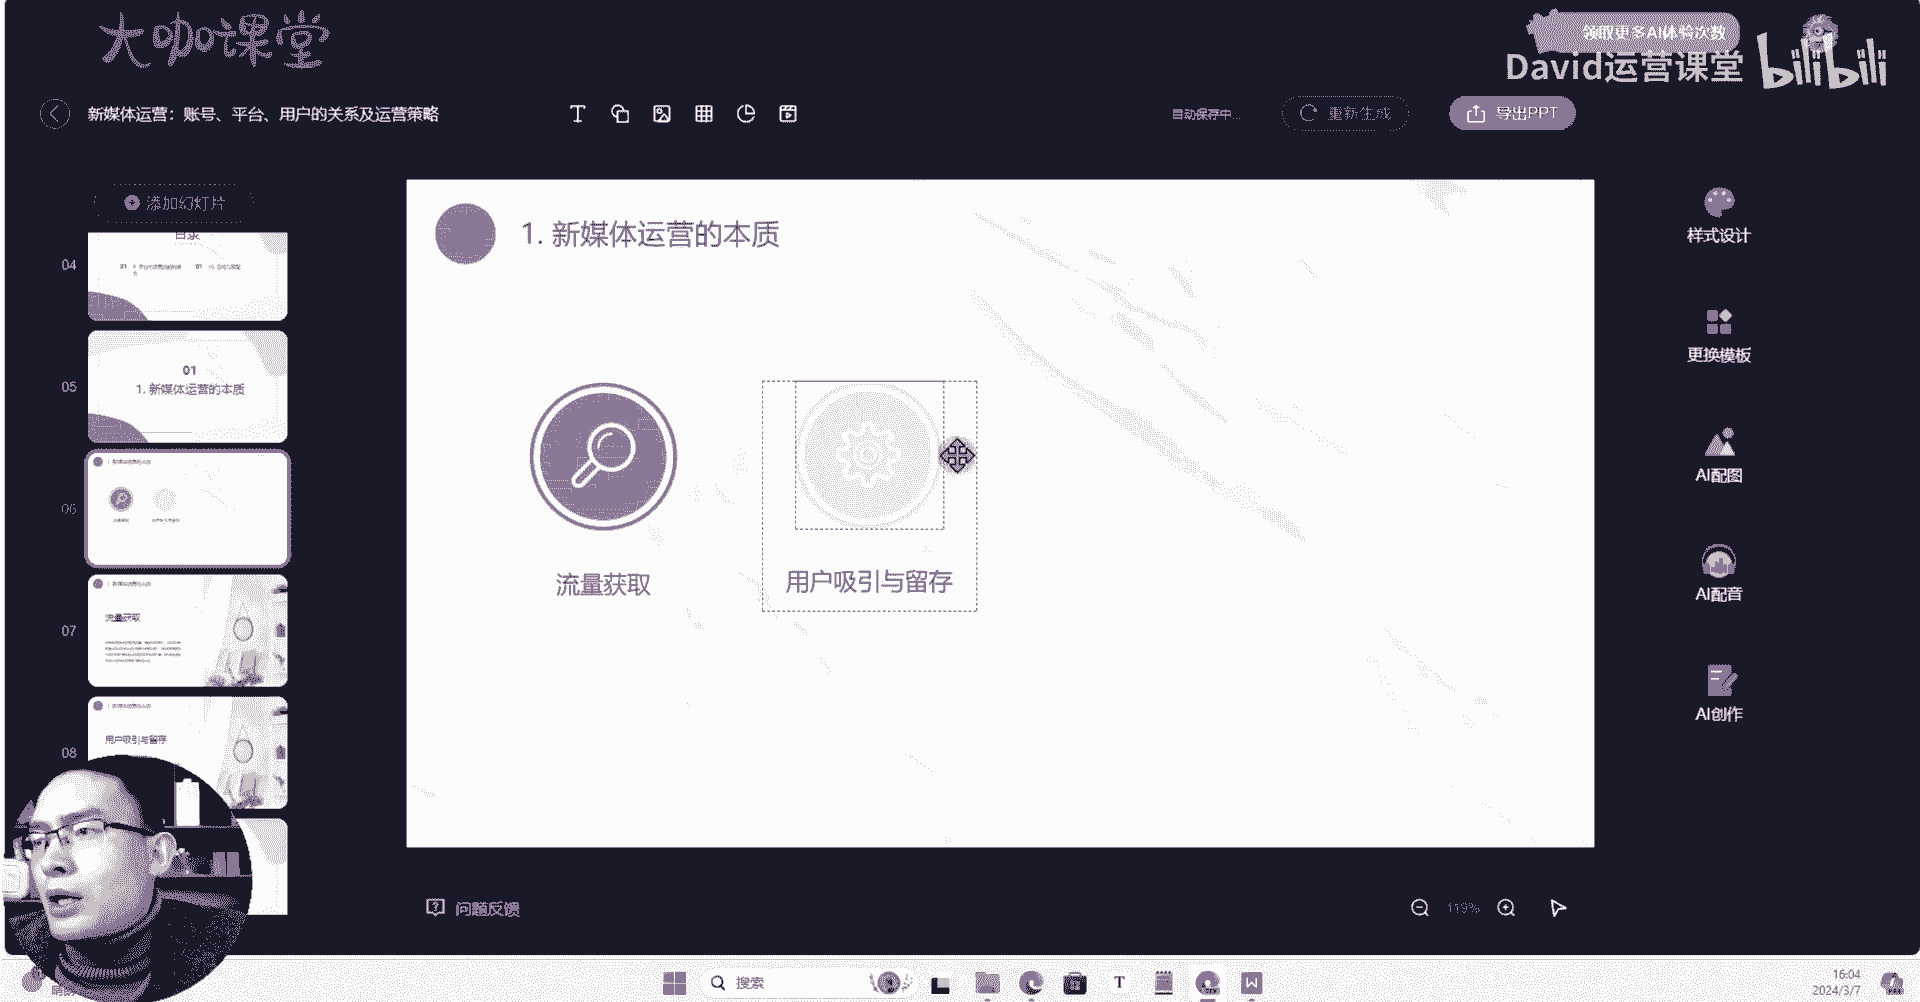 大咖课堂
领取更多AI体验次数
David运营课堂
bilibili
新媒体运营：账号、平台、用户的关系及运营策略
自动保存中...
重新生成
导出PPT
添加幻灯片
目录
04
01
1. 新媒体运营的本质
05
06
流量获取
07
用户吸引与留存
08
1. 新媒体运营的本质
流量获取
用户吸引与留存
样式设计
更换模板
AI配图
AI配音
AI创作
问题反馈
119%
搜索
16:04
2024/3/7